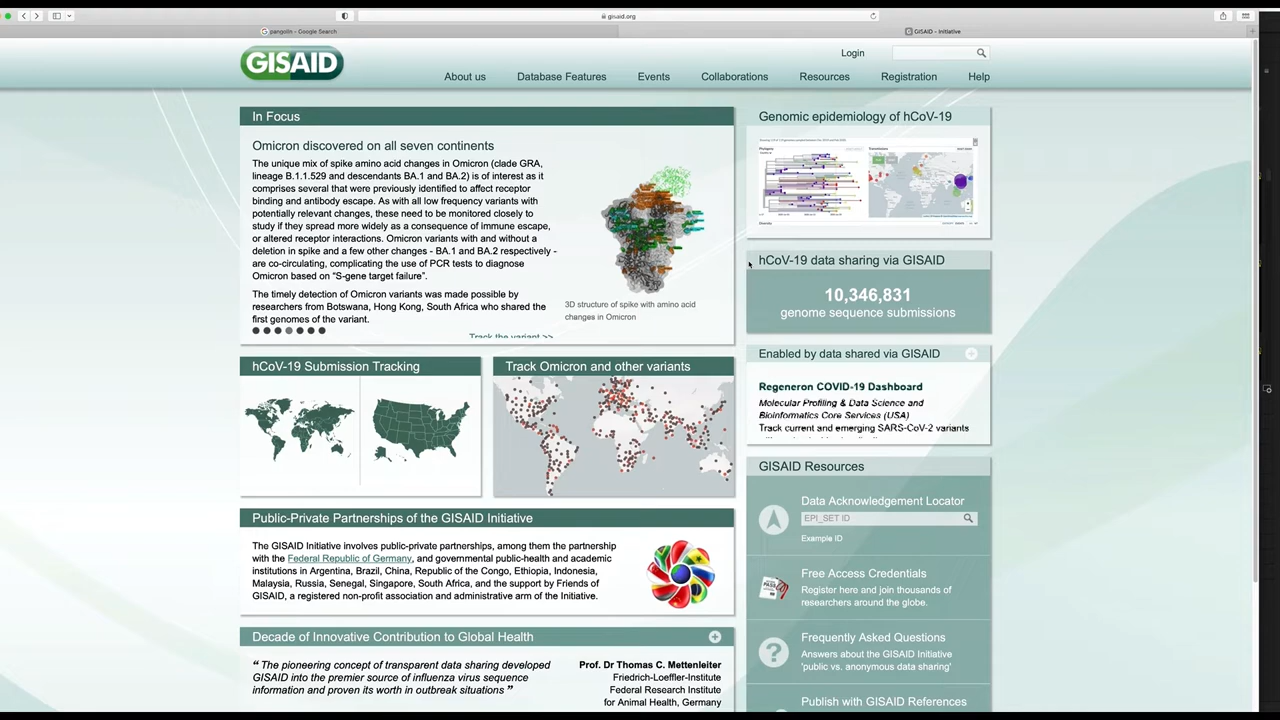 gisaid.org
pangolin - Google Search
GISAID - Initiative
GISAID
Login
About us
Database Features
Events
Collaborations
Resources
Registration
Help
In Focus
Omicron discovered on all seven continents
The unique mix of spike amino acid changes in Omicron (clade GRA,
lineage B.1.1.529 and descendants BA.1 and BA.2) is of interest as it
comprises several that were previously identified to affect receptor
binding and antibody escape. As with all low frequency variants with
potentially relevant changes, these need to be monitored closely to
study if they spread more widely as a consequence of immune escape,
or altered receptor interactions. Omicron variants with and without a
deletion in spike and a few other changes - BA.1 and BA.2 respectively -
are co-circulating, complicating the use of PCR tests to diagnose
Omicron based on “S-gene target failure”.
The timely detection of Omicron variants was made possible by
researchers from Botswana, Hong Kong, South Africa who shared the
first genomes of the variant.
Track the variant >>
3D structure of spike with amino acid
changes in Omicron
hCoV-19 Submission Tracking
Track Omicron and other variants
Public-Private Partnerships of the GISAID Initiative
The GISAID Initiative involves public-private partnerships, among them the partnership
with the Federal Republic of Germany, and governmental public-health and academic
institutions in Argentina, Brazil, China, Republic of the Congo, Ethiopia, Indonesia,
Malaysia, Russia, Senegal, Singapore, South Africa, and the support by Friends of
GISAID, a registered non-profit association and administrative arm of the Initiative.
Decade of Innovative Contribution to Global Health
“ The pioneering concept of transparent data sharing developed
GISAID into the premier source of influenza virus sequence
information and proven its worth in outbreak situations ”
Prof. Dr Thomas C. Mettenleiter
Friedrich-Loeffler-Institute
Federal Research Institute
for Animal Health, Germany
Genomic epidemiology of hCoV-19
hCoV-19 data sharing via GISAID
10,346,831
genome sequence submissions
Enabled by data shared via GISAID
Regeneron COVID-19 Dashboard
Molecular Profiling & Data Science and
Bioinformatics Core Services (USA)
Track current and emerging SARS-CoV-2 variants
GISAID Resources
Data Acknowledgement Locator
EPI_SET ID
Example ID
Free Access Credentials
Register here and join thousands of
researchers around the globe.
Frequently Asked Questions
Answers about the GISAID Initiative
'public vs. anonymous data sharing'
Publish with GISAID References